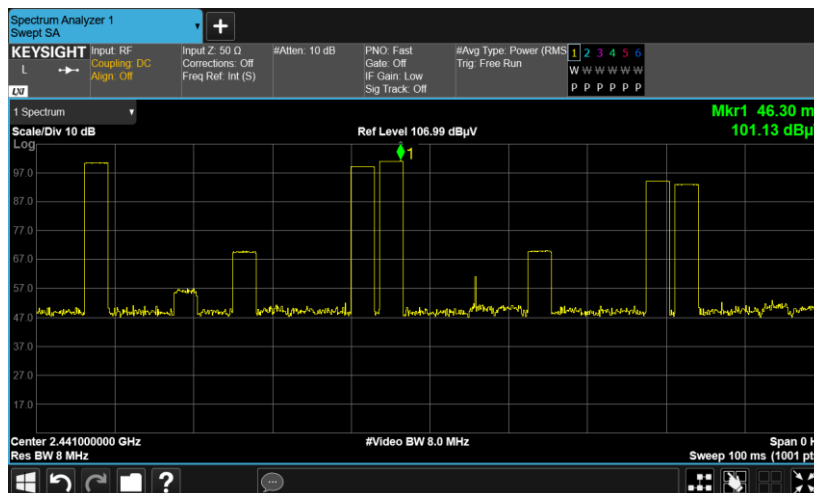 Spectrum Analyzer 1
Swept SA
KEYSIGHT Input: RF Input Z: 50 Ω #Atten: 10 dB PNO: Fast #Avg Type: Power (RMS 1 2 3 4 5 6
L Coupling: DC Corrections: Off Gate: Off Trig: Free Run
Align: Off Freq Ref: Int (S) IF Gain: Low W W W W W W
LXI Sig Track: Off P P P P P P
1 Spectrum Mkr1 46.30 m
Scale/Div 10 dB Ref Level 106.99 dBµV 101.13 dBµV
Log
1
97.0
87.0
77.0
67.0
57.0
47.0
37.0
27.0
17.0
Center 2.441000000 GHz #Video BW 8.0 MHz Span 0 H
Res BW 8 MHz Sweep 100 ms (1001 pt
?